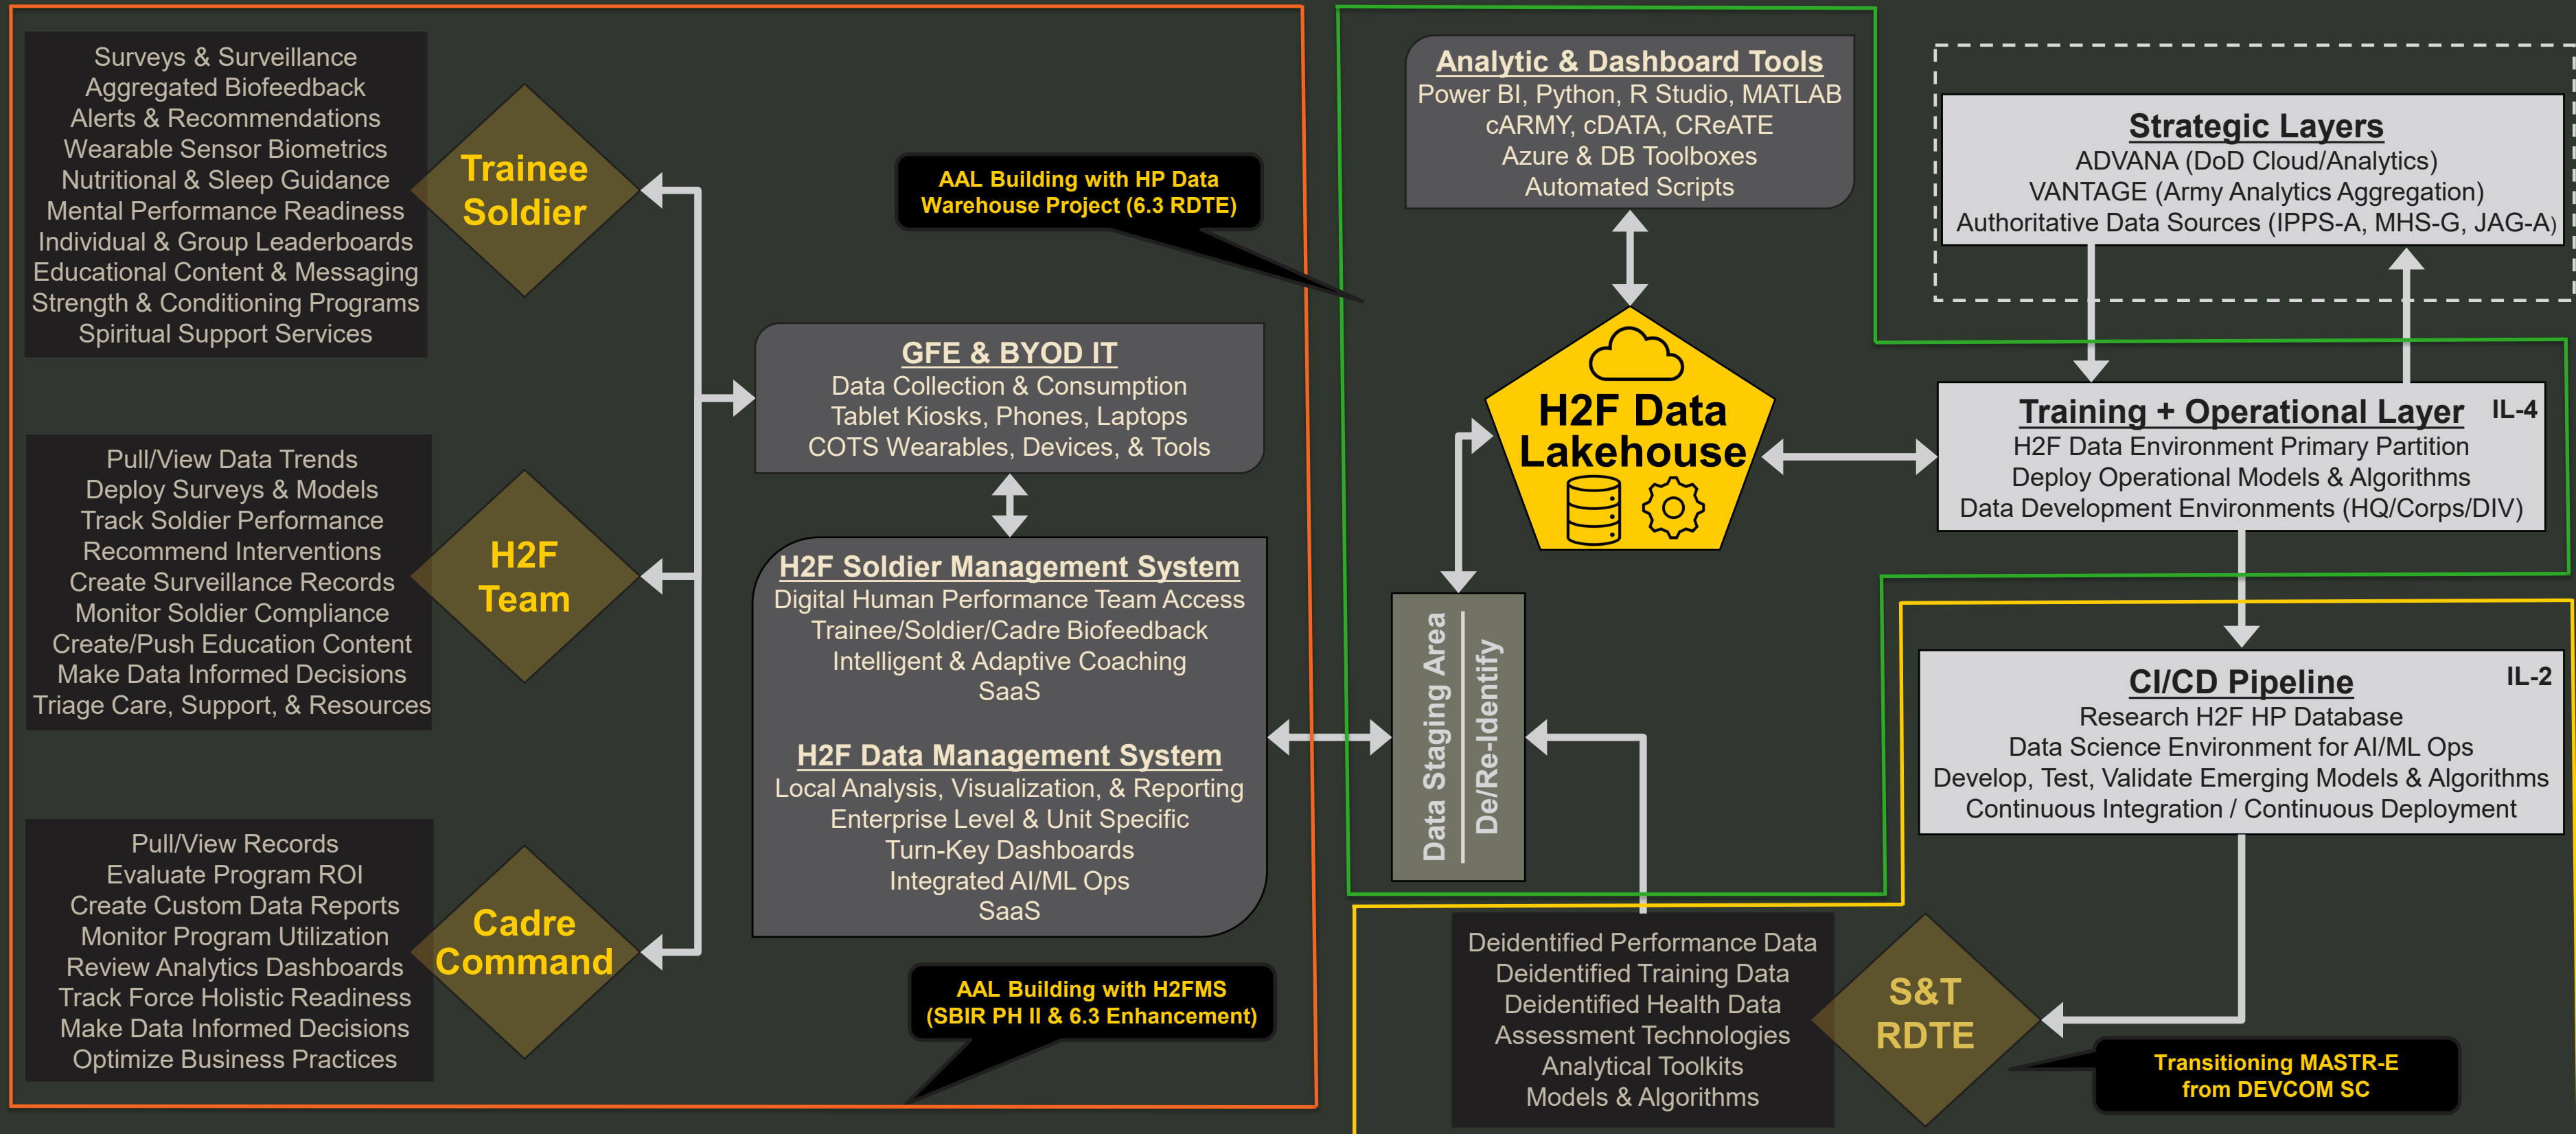 Surveys & Surveillance
Aggregated Biofeedback
Alerts & Recommendations
Wearable Sensor Biometrics
Nutritional & Sleep Guidance
Mental Performance Readiness
Individual & Group Leaderboards
Educational Content & Messaging
Strength & Conditioning Programs
Spiritual Support Services
Trainee
Soldier
Pull/View Data Trends
Deploy Surveys & Models
Track Soldier Performance
Recommend Interventions
Create Surveillance Records
Monitor Soldier Compliance
Create/Push Education Content
Make Data Informed Decisions
Triage Care, Support, & Resources
H2F
Team
Pull/View Records
Evaluate Program ROI
Create Custom Data Reports
Monitor Program Utilization
Review Analytics Dashboards
Track Force Holistic Readiness
Make Data Informed Decisions
Optimize Business Practices
Cadre
Command
GFE & BYOD IT
Data Collection & Consumption
Tablet Kiosks, Phones, Laptops
COTS Wearables, Devices, & Tools
H2F Soldier Management System
Digital Human Performance Team Access
Trainee/Soldier/Cadre Biofeedback
Intelligent & Adaptive Coaching
SaaS
H2F Data Management System
Local Analysis, Visualization, & Reporting
Enterprise Level & Unit Specific
Turn-Key Dashboards
Integrated AI/ML Ops
SaaS
AAL Building with H2FMS
(SBIR PH II & 6.3 Enhancement)
AAL Building with HP Data
Warehouse Project (6.3 RDTE)
Analytic & Dashboard Tools
Power BI, Python, R Studio, MATLAB
cARMY, cDATA, CReATE
Azure & DB Toolboxes
Automated Scripts
H2F Data
Lakehouse
Data Staging Area
De/Re-Identify
Strategic Layers
ADVANA (DoD Cloud/Analytics)
VANTAGE (Army Analytics Aggregation)
Authoritative Data Sources (IPPS-A, MHS-G, JAG-A)
Training + Operational Layer IL-4
H2F Data Environment Primary Partition
Deploy Operational Models & Algorithms
Data Development Environments (HQ/Corps/DIV)
CI/CD Pipeline IL-2
Research H2F HP Database
Data Science Environment for AI/ML Ops
Develop, Test, Validate Emerging Models & Algorithms
Continuous Integration / Continuous Deployment
Deidentified Performance Data
Deidentified Training Data
Deidentified Health Data
Assessment Technologies
Analytical Toolkits
Models & Algorithms
S&T
RDTE
Transitioning MASTR-E
from DEVCOM SC